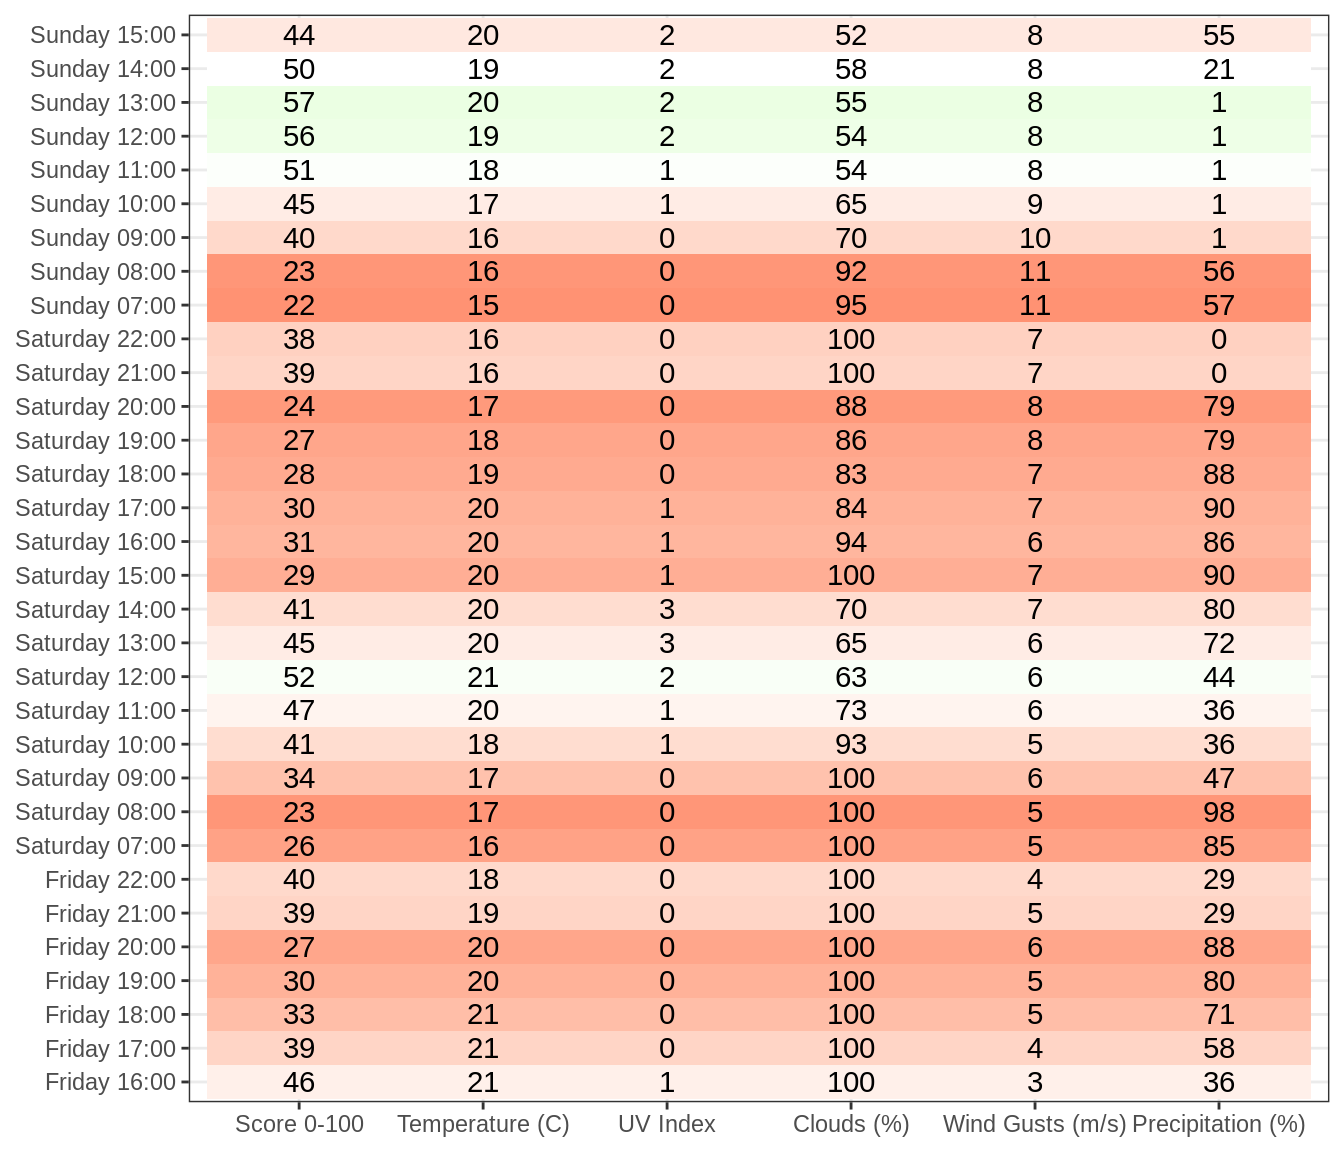 Sunday 15:00 44 20 2 52 8 55
Sunday 14:00 50 19 2 58 8 21
Sunday 13:00 57 20 2 55 8 1
Sunday 12:00 56 19 2 54 8 1
Sunday 11:00 51 18 1 54 8 1
Sunday 10:00 45 17 1 65 9 1
Sunday 09:00 40 16 0 70 10 1
Sunday 08:00 23 16 0 92 11 56
Sunday 07:00 22 15 0 95 11 57
Saturday 22:00 38 16 0 100 7 0
Saturday 21:00 39 16 0 100 7 0
Saturday 20:00 24 17 0 88 8 79
Saturday 19:00 27 18 0 86 8 79
Saturday 18:00 28 19 0 83 7 88
Saturday 17:00 30 20 1 84 7 90
Saturday 16:00 31 20 1 94 6 86
Saturday 15:00 29 20 1 100 7 90
Saturday 14:00 41 20 3 70 7 80
Saturday 13:00 45 20 3 65 6 72
Saturday 12:00 52 21 2 63 6 44
Saturday 11:00 47 20 1 73 6 36
Saturday 10:00 41 18 1 93 5 36
Saturday 09:00 34 17 0 100 6 47
Saturday 08:00 23 17 0 100 5 98
Saturday 07:00 26 16 0 100 5 85
Friday 22:00 40 18 0 100 4 29
Friday 21:00 39 19 0 100 5 29
Friday 20:00 27 20 0 100 6 88
Friday 19:00 30 20 0 100 5 80
Friday 18:00 33 21 0 100 5 71
Friday 17:00 39 21 0 100 4 58
Friday 16:00 46 21 1 100 3 36
Score 0-100 Temperature (C) UV Index Clouds (%) Wind Gusts (m/s) Precipitation (%)